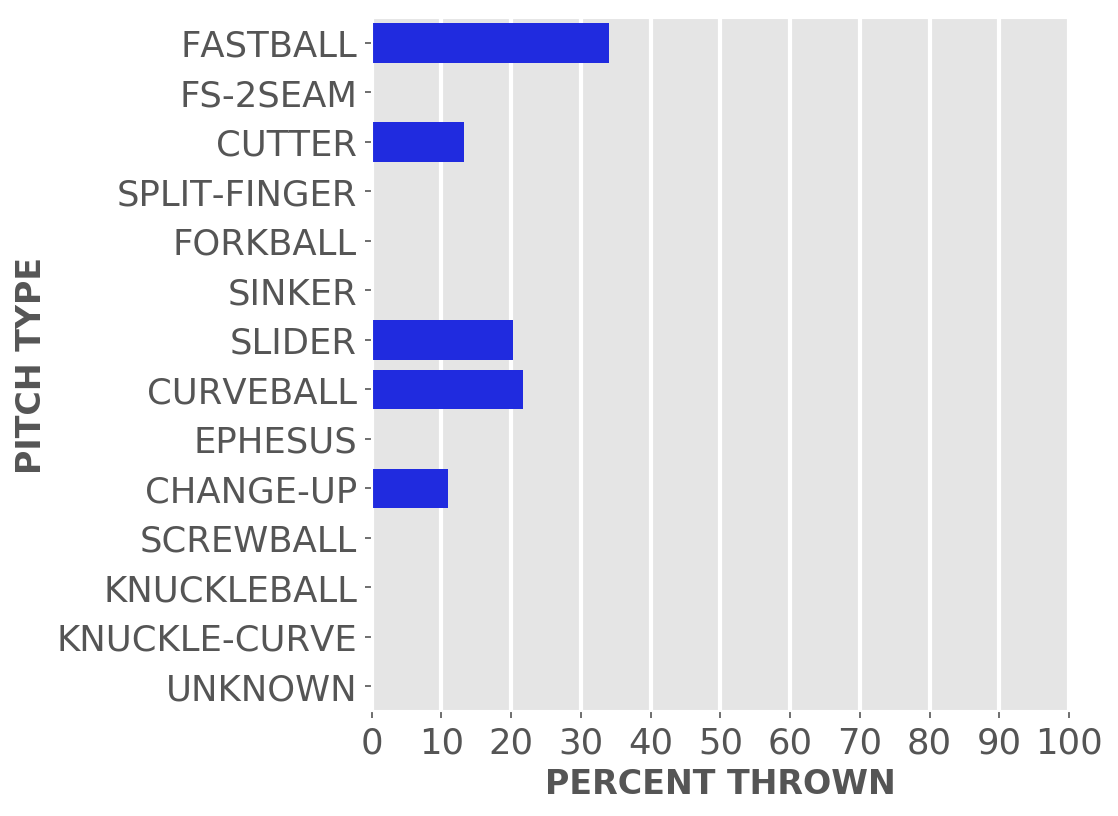 FASTBALL
FS-2SEAM
CUTTER
SPLIT-FINGER
FORKBALL
SINKER
SLIDER
CURVEBALL
EPHESUS
CHANGE-UP
SCREWBALL
KNUCKLEBALL
KNUCKLE-CURVE
UNKNOWN
PITCH TYPE
0 10 20 30 40 50 60 70 80 90 100
PERCENT THROWN